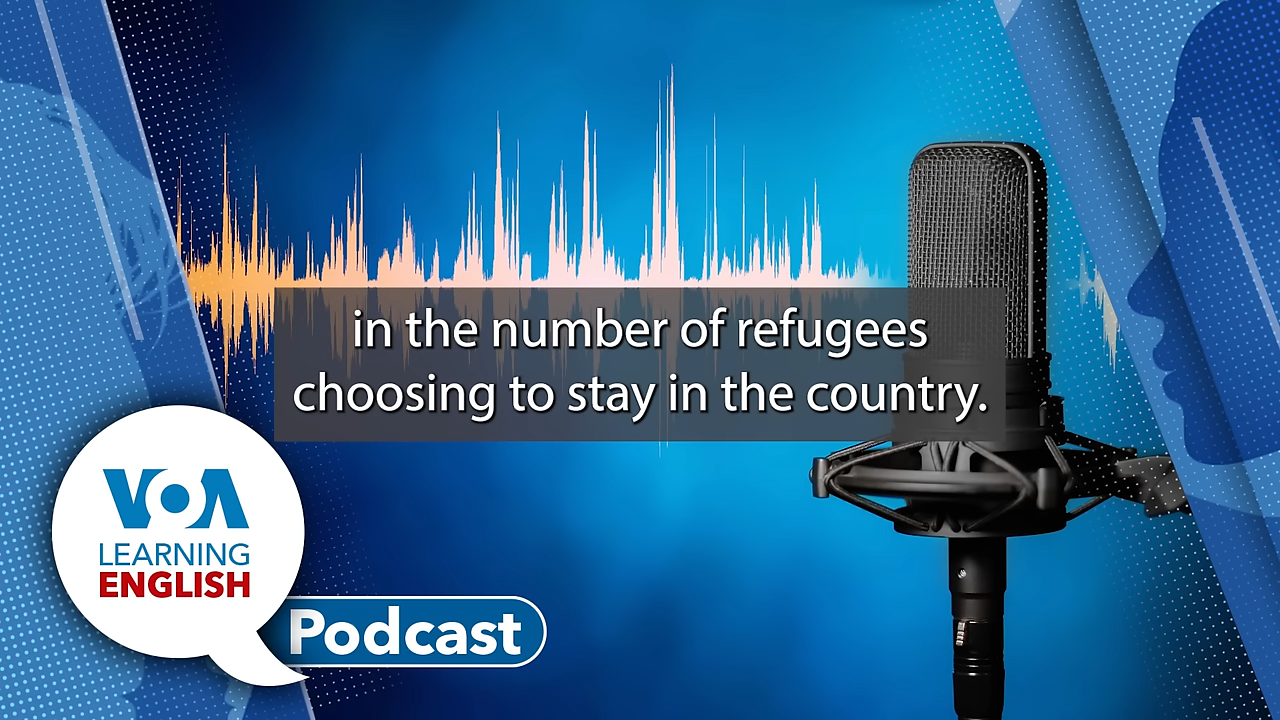 in the number of refugees
choosing to stay in the country.
VOA
LEARNING
ENGLISH
Podcast